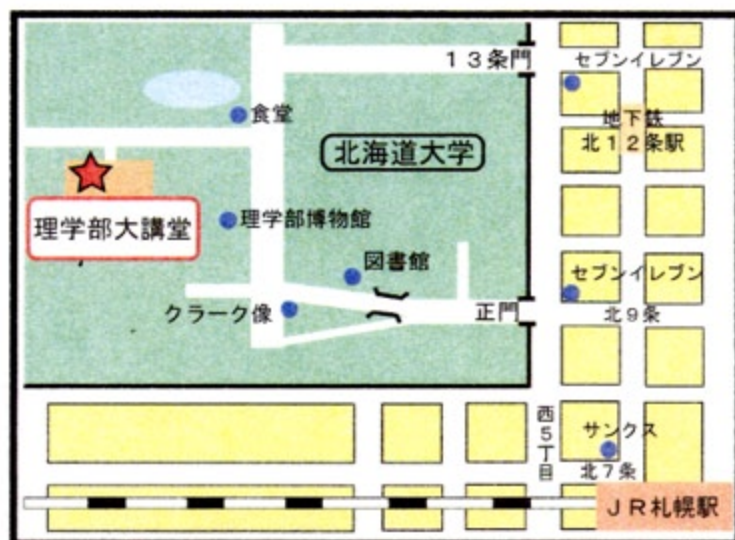 13条門
セブンイレブン
食堂
地下鉄
北12条駅
北海道大学
理学部大講堂
理学部博物館
図書館
セブンイレブン
クラーク像
正門
北9条
西5丁目
サンクス
北7条
JR札幌駅